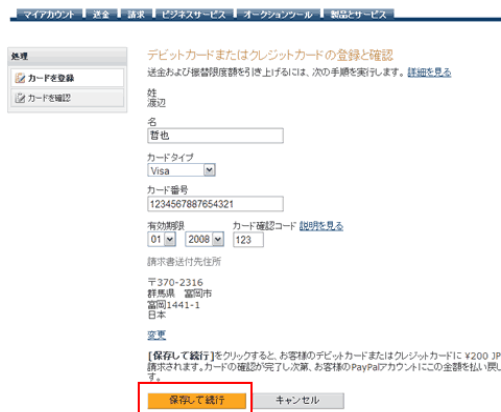 マイアカウント 送金 請求 ビジネスサービス オークションツール 製品とサービス
処理
カードを登録
カードを確認
デビットカードまたはクレジットカードの登録と確認
送金および振替限度額を引き上げるには、次の手順を実行します。 詳細を見る
姓
渡辺
名
哲也
カードタイプ
Visa
カード番号
1234567887654321
有効期限 カード確認コード 説明を見る
01 2008 123
請求書送付先住所
〒370-2316
群馬県 富岡市
富岡1441-1
日本
変更
[保存して続行]をクリックすると、お客様のデビットカードまたはクレジットカードに ¥200 JP
請求されます。カードの確認が完了し次第、お客様のPayPalアカウントにこの金額を払い戻し
す。
保存して続行 キャンセル